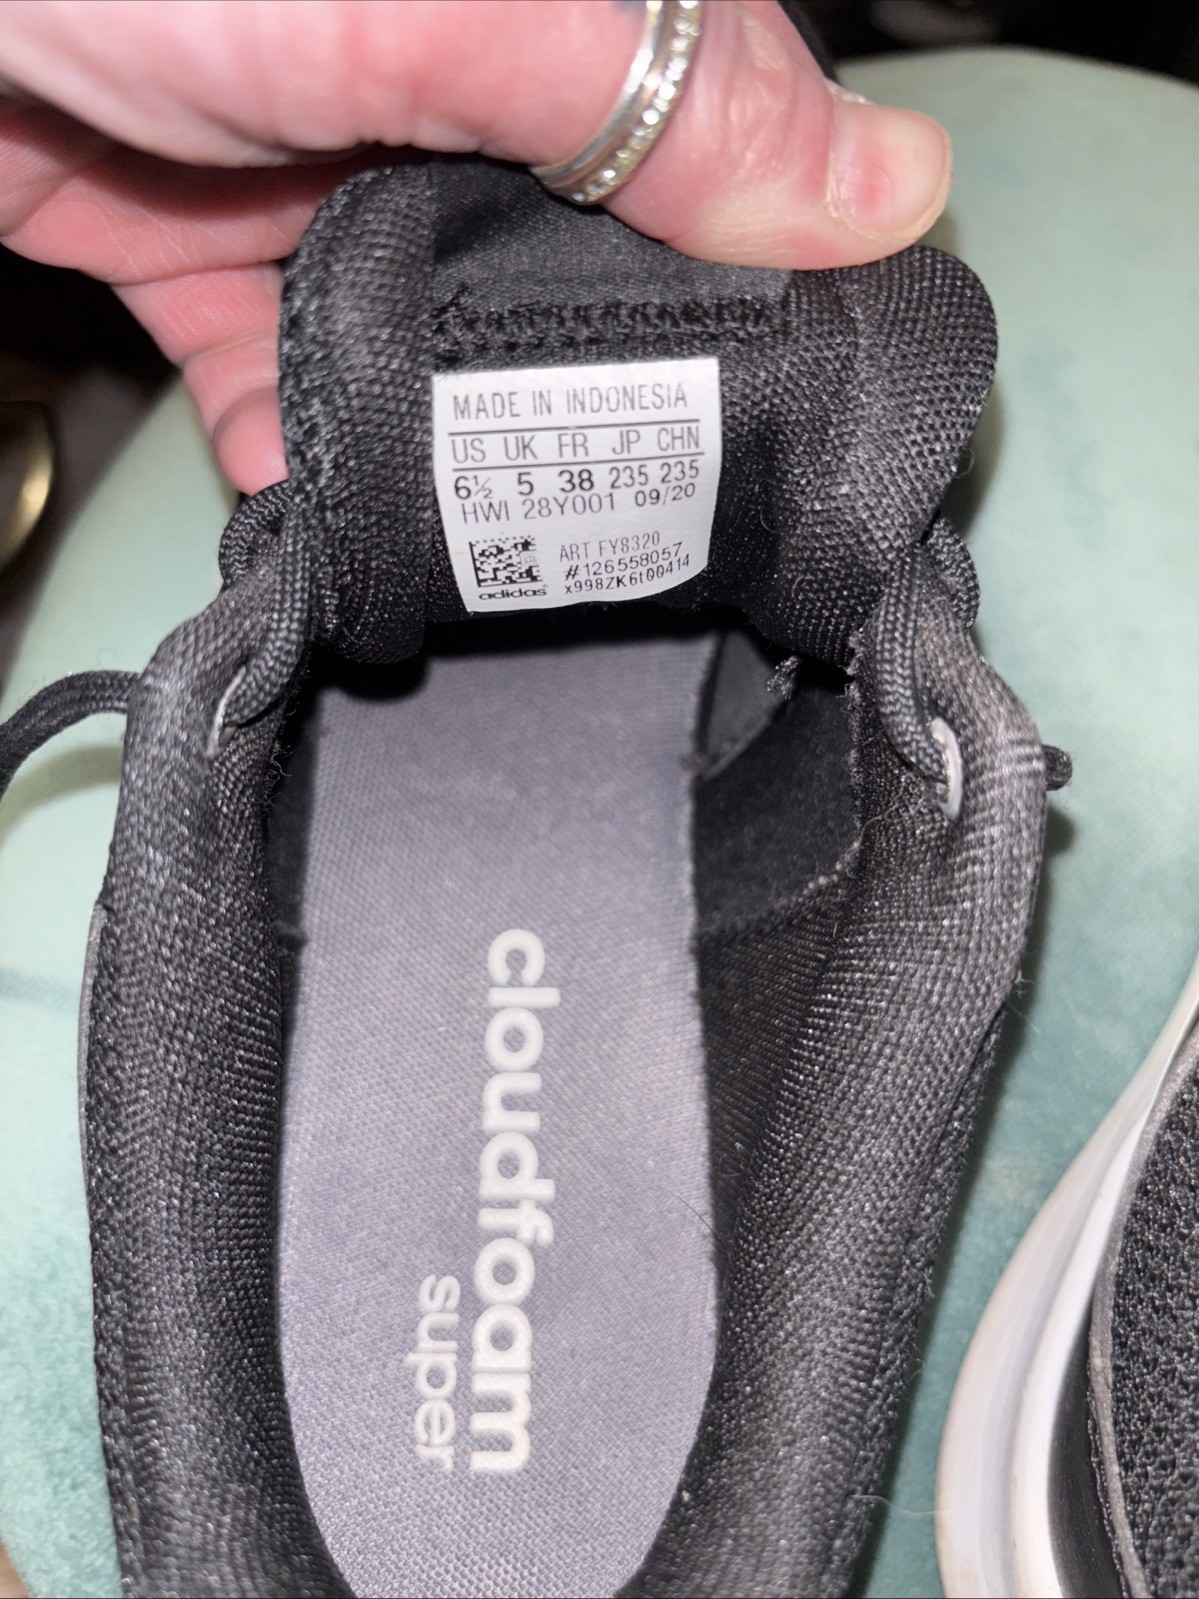 MADE IN INDONESIA
US UK FR JP CHN
6½ 5 38 235 235
HWI 28Y001 09/20
ART FY8320
#126558057
x998ZK6t00414
adidas
cloudfoam
super